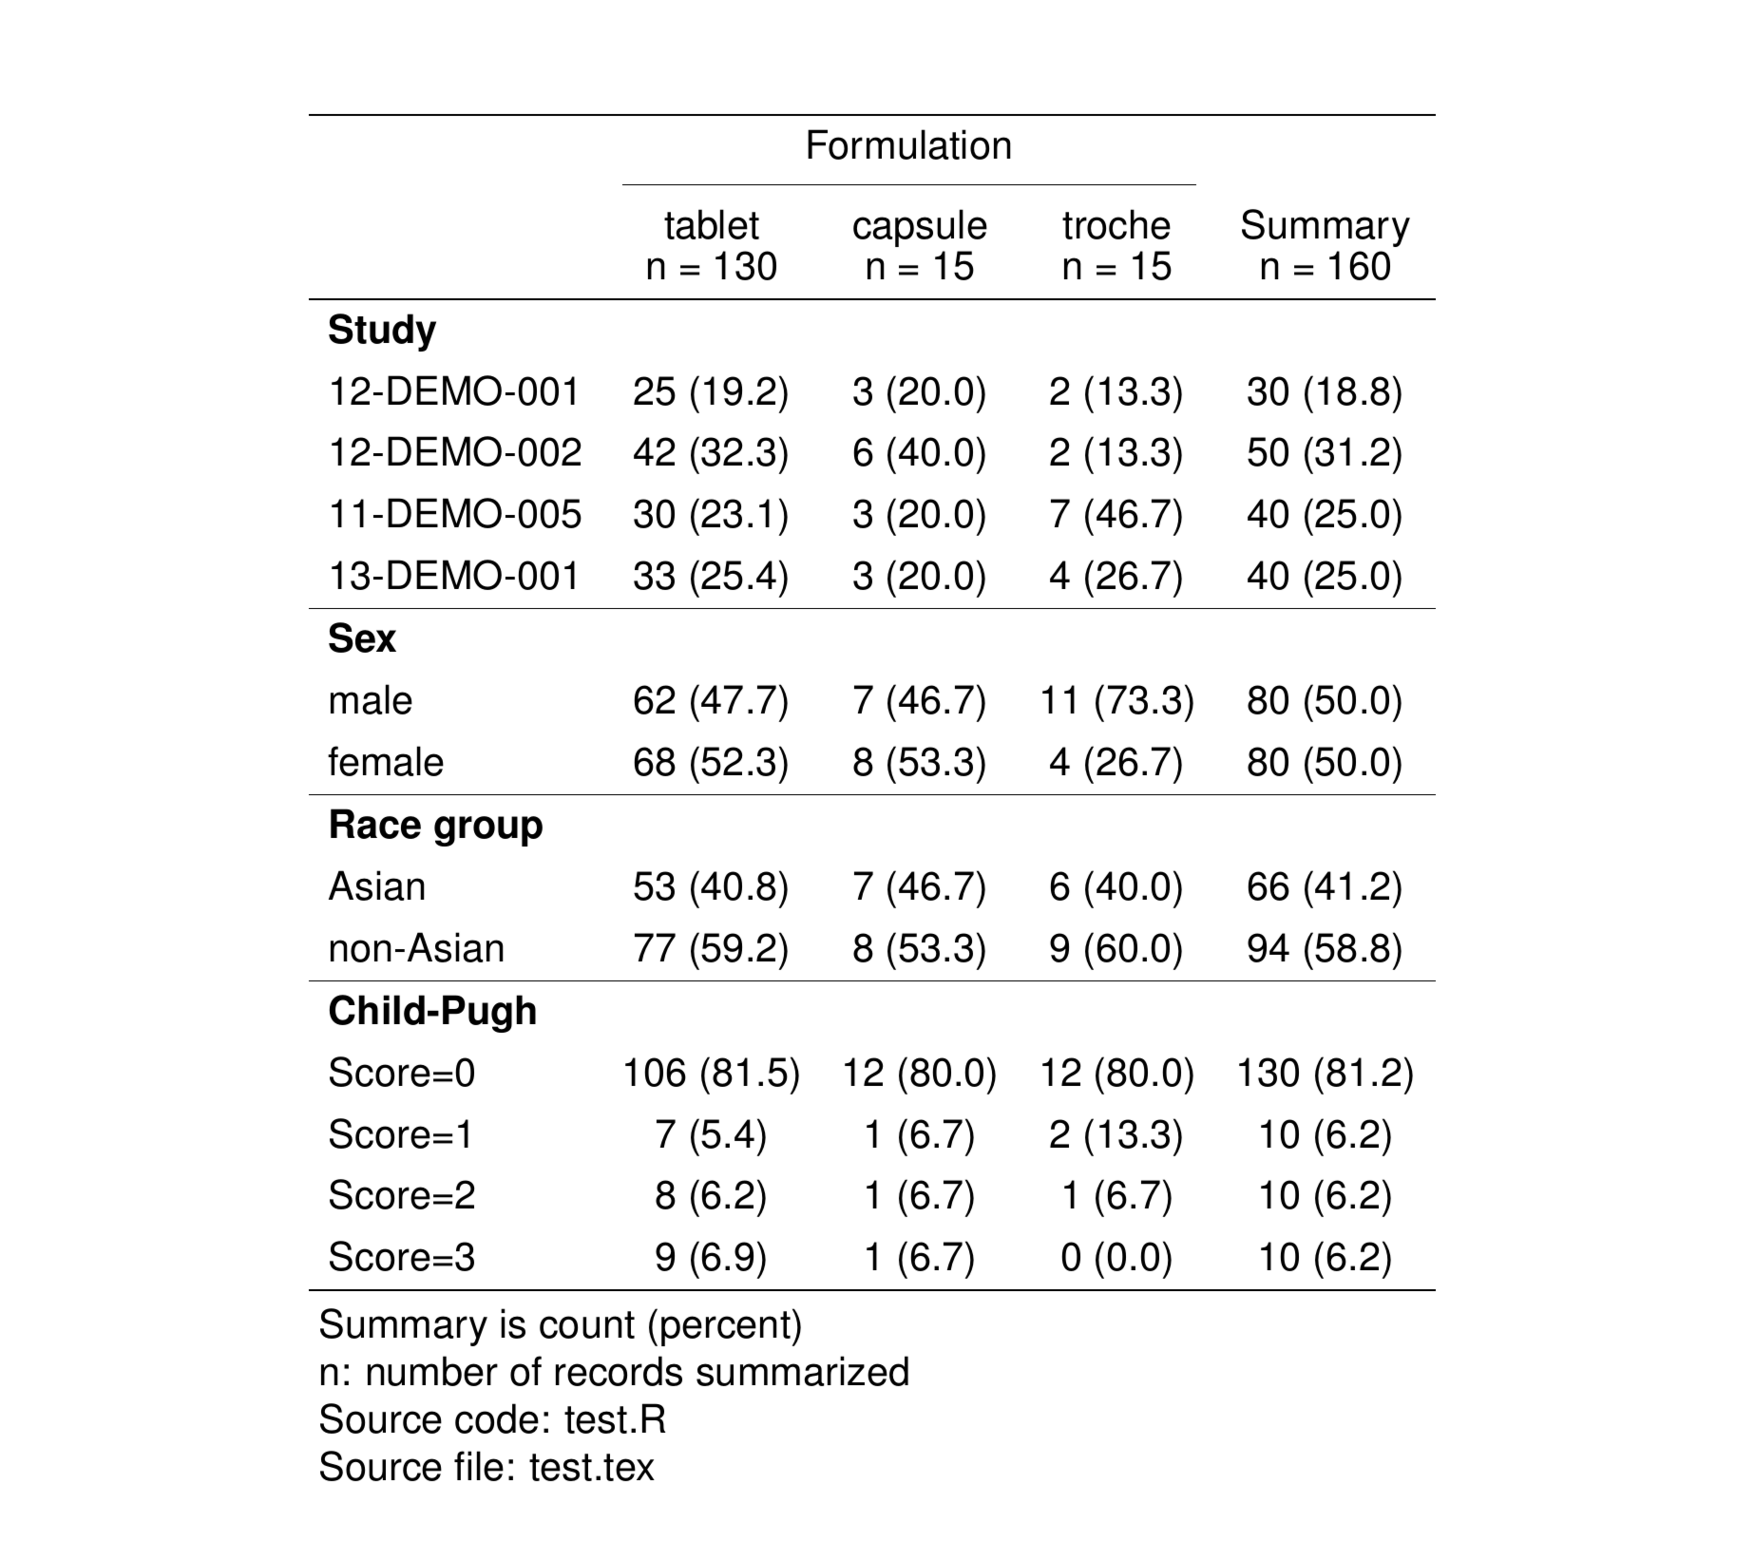 Formulation
tablet capsule troche Summary
n = 130 n = 15 n = 15 n = 160
Study
12-DEMO-001 25 (19.2) 3 (20.0) 2 (13.3) 30 (18.8)
12-DEMO-002 42 (32.3) 6 (40.0) 2 (13.3) 50 (31.2)
11-DEMO-005 30 (23.1) 3 (20.0) 7 (46.7) 40 (25.0)
13-DEMO-001 33 (25.4) 3 (20.0) 4 (26.7) 40 (25.0)
Sex
male 62 (47.7) 7 (46.7) 11 (73.3) 80 (50.0)
female 68 (52.3) 8 (53.3) 4 (26.7) 80 (50.0)
Race group
Asian 53 (40.8) 7 (46.7) 6 (40.0) 66 (41.2)
non-Asian 77 (59.2) 8 (53.3) 9 (60.0) 94 (58.8)
Child-Pugh
Score=0 106 (81.5) 12 (80.0) 12 (80.0) 130 (81.2)
Score=1 7 (5.4) 1 (6.7) 2 (13.3) 10 (6.2)
Score=2 8 (6.2) 1 (6.7) 1 (6.7) 10 (6.2)
Score=3 9 (6.9) 1 (6.7) 0 (0.0) 10 (6.2)
Summary is count (percent)
n: number of records summarized
Source code: test.R
Source file: test.tex